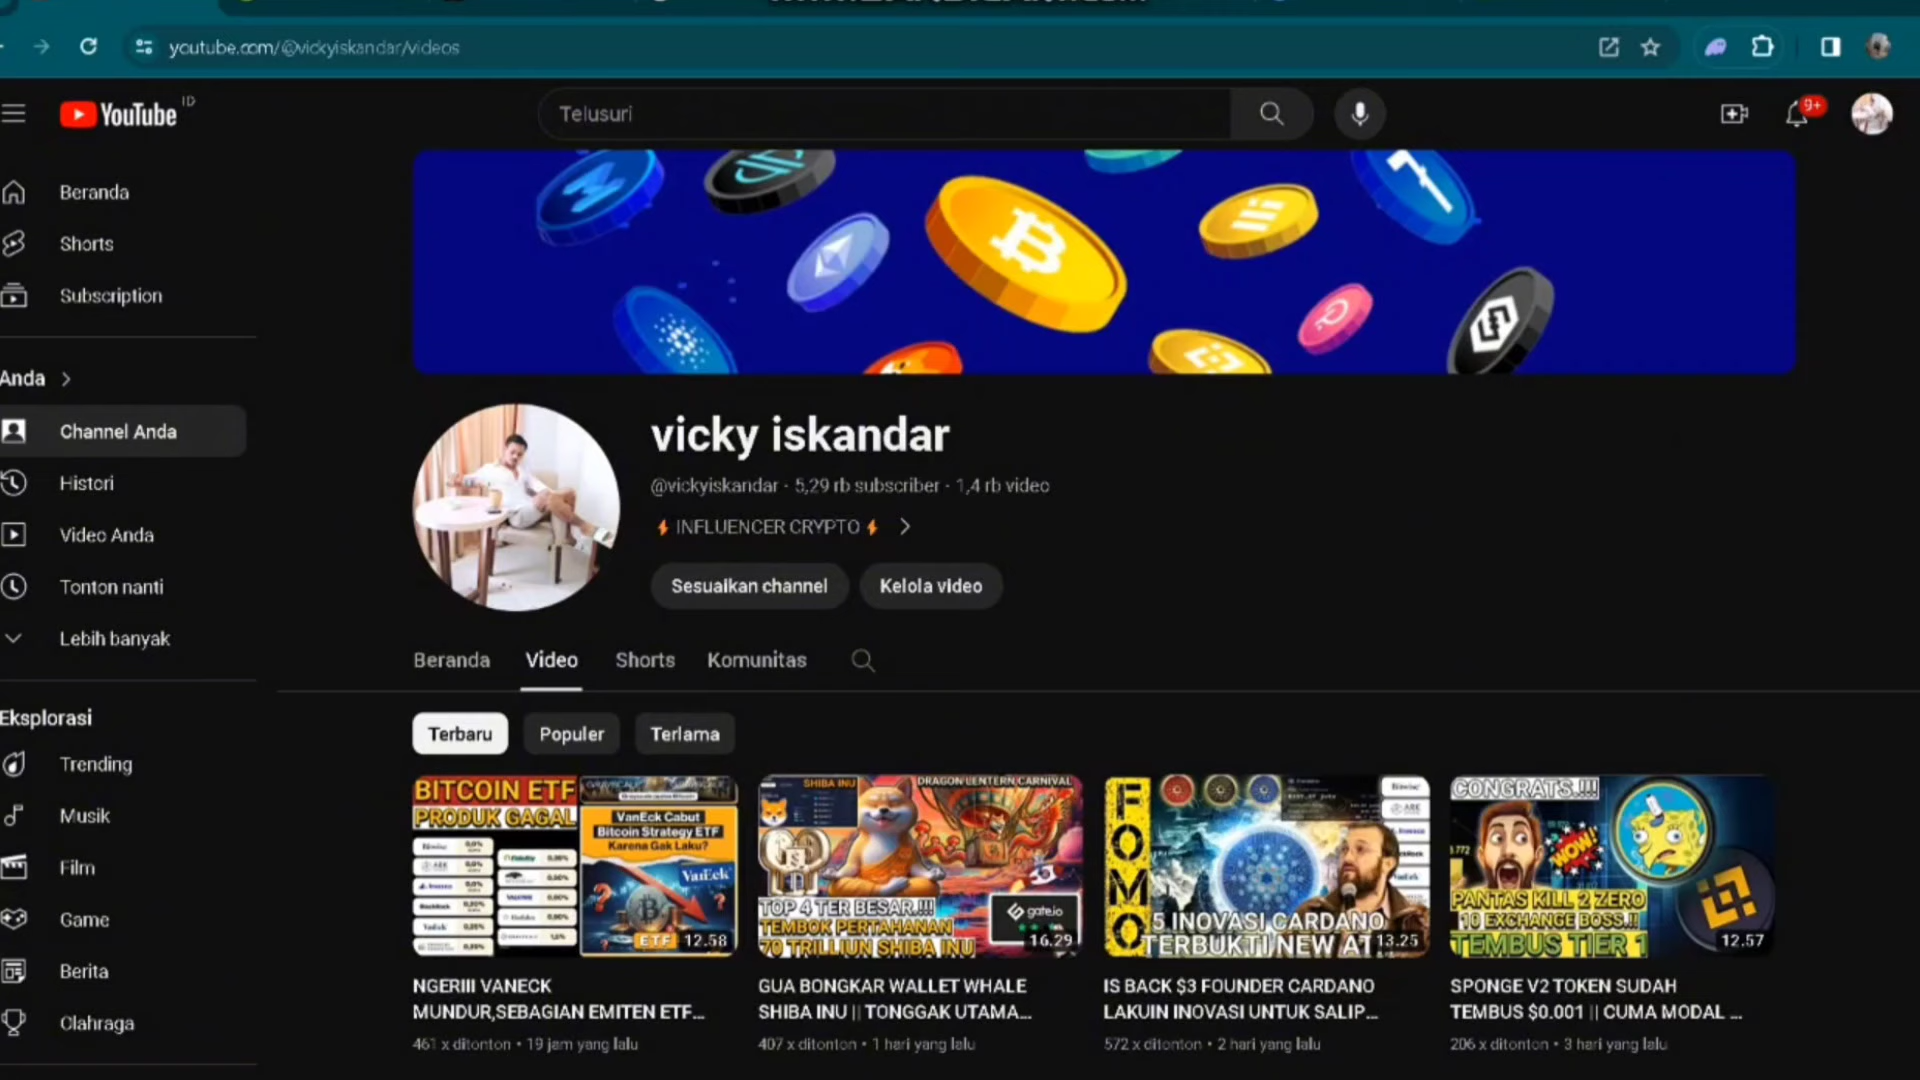 youtube.com/@vickyiskandar/videos
YouTube ID
Telusuri
9+
Beranda
Shorts
Subscription
Anda
Channel Anda
Histori
Video Anda
Tonton nanti
Lebih banyak
Eksplorasi
Trending
Musik
Film
Game
Berita
Olahraga
vicky iskandar
@vickyiskandar · 5,29 rb subscriber · 1,4 rb video
⚡INFLUENCER CRYPTO⚡
Sesuaikan channel
Kelola video
Beranda
Video
Shorts
Komunitas
Terbaru
Populer
Terlama
BITCOIN ETF
PRODUK GAGAL
VanEck Cabut
Bitcoin Strategy ETF
Karena Gak Laku?
VanEck
ETF
12.58
NGERIII VANECK
MUNDUR,SEBAGIAN EMITEN ETF...
461 x ditonton • 19 jam yang lalu
SHIBA INU
DRAGON LENTERN CARNIVAL
TOP 4 TER BESAR.!!!
TEMBOK PERTAHANAN
70 TRILLIUN SHIBA INU
gate.io
16.29
GUA BONGKAR WALLET WHALE
SHIBA INU || TONGGAK UTAMA...
407 x ditonton • 1 hari yang lalu
FOMO
5 INOVASI CARDANO
TERBUKTI NEW AT
13.25
IS BACK $3 FOUNDER CARDANO
LAKUIN INOVASI UNTUK SALIP...
572 x ditonton • 2 hari yang lalu
CONGRATS.!!!!
WOW!
PANTAS KILL 2 ZERO
10 EXCHANGE BOSS.!!
TEMBUS TIER 1
12.57
SPONGE V2 TOKEN SUDAH
TEMBUS $0.001 || CUMA MODAL ...
206 x ditonton • 3 hari yang lalu